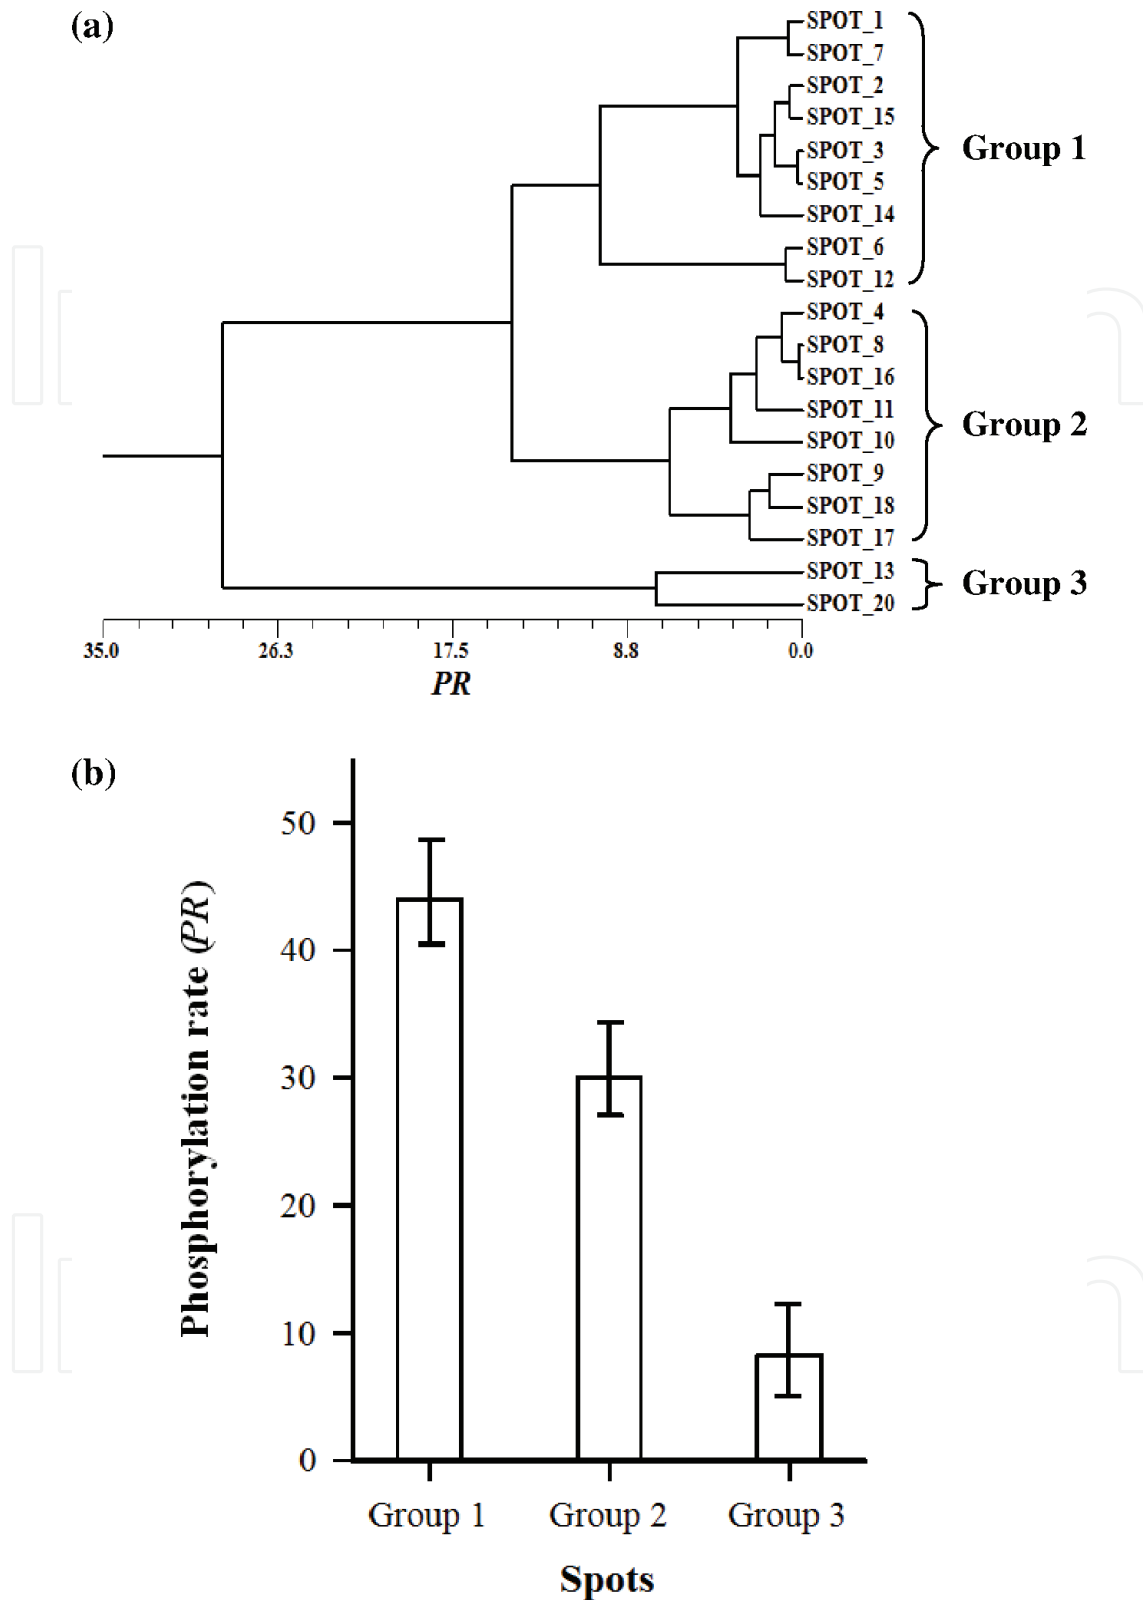 (a)
SPOT_1
SPOT_7
SPOT_2
SPOT_15
SPOT_3
SPOT_5
SPOT_14
SPOT_6
SPOT_12
Group 1
SPOT_4
SPOT_8
SPOT_16
SPOT_11
SPOT_10
SPOT_9
SPOT_18
SPOT_17
Group 2
SPOT_13
SPOT_20
Group 3
35.0 26.3 17.5 8.8 0.0
PR
(b)
Phosphorylation rate (PR)
50
40
30
20
10
0
Group 1 Group 2 Group 3
Spots